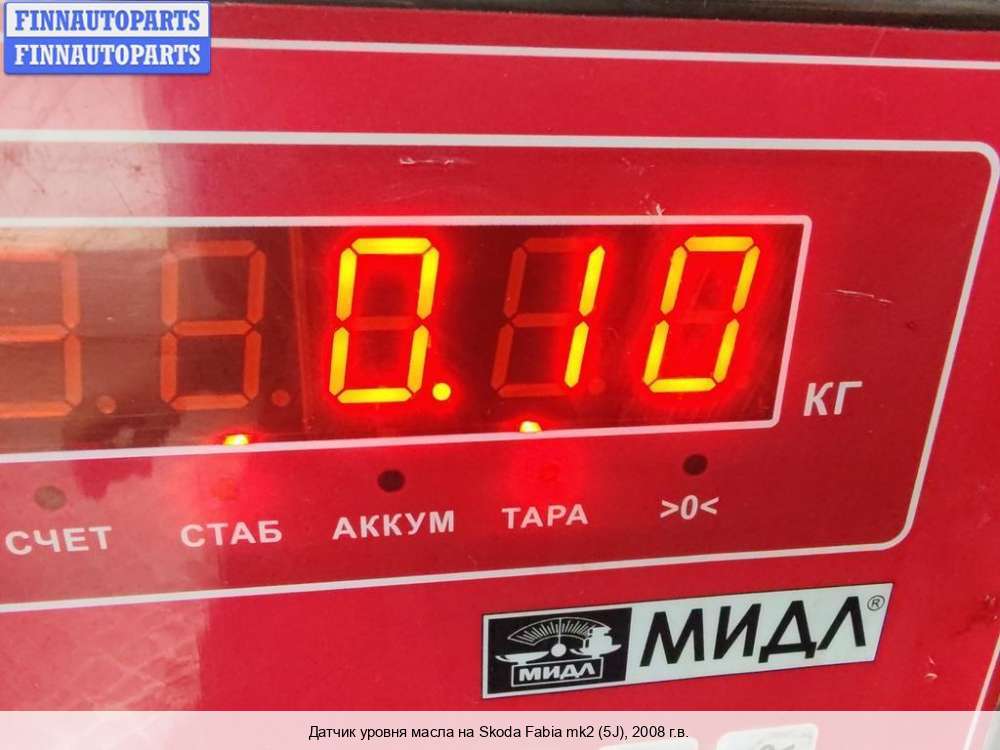 FINNAUTOPARTS
FINNAUTOPARTS
0.10
КГ
СЧЕТ СТАБ АККУМ ТАРА >0<
МИДЛ МИДЛ®
Датчик уровня масла на Skoda Fabia mk2 (5J), 2008 г.в.